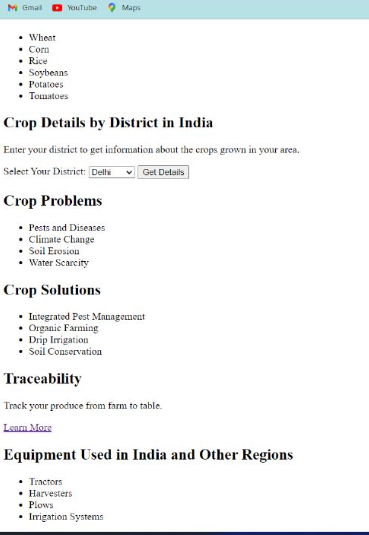 Gmail YouTube Maps
Wheat
Corn
Rice
Soybeans
Potatoes
Tomatoes
Crop Details by District in India
Enter your district to get information about the crops grown in your area.
Select Your District: Delhi Get Details
Crop Problems
Pests and Diseases
Climate Change
Soil Erosion
Water Scarcity
Crop Solutions
Integrated Pest Management
Organic Farming
Drip Irrigation
Soil Conservation
Traceability
Track your produce from farm to table.
Learn More
Equipment Used in India and Other Regions
Tractors
Harvesters
Plows
Irrigation Systems